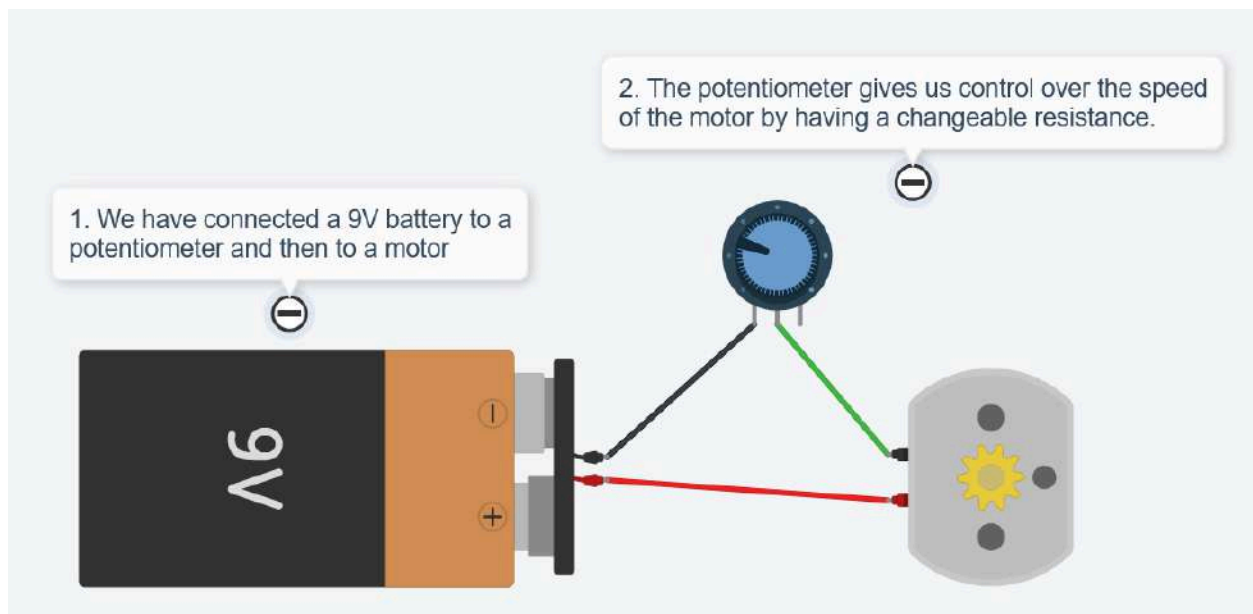 2. The potentiometer gives us control over the speed
of the motor by having a changeable resistance.
1. We have connected a 9V battery to a
potentiometer and then to a motor
9V
−
+